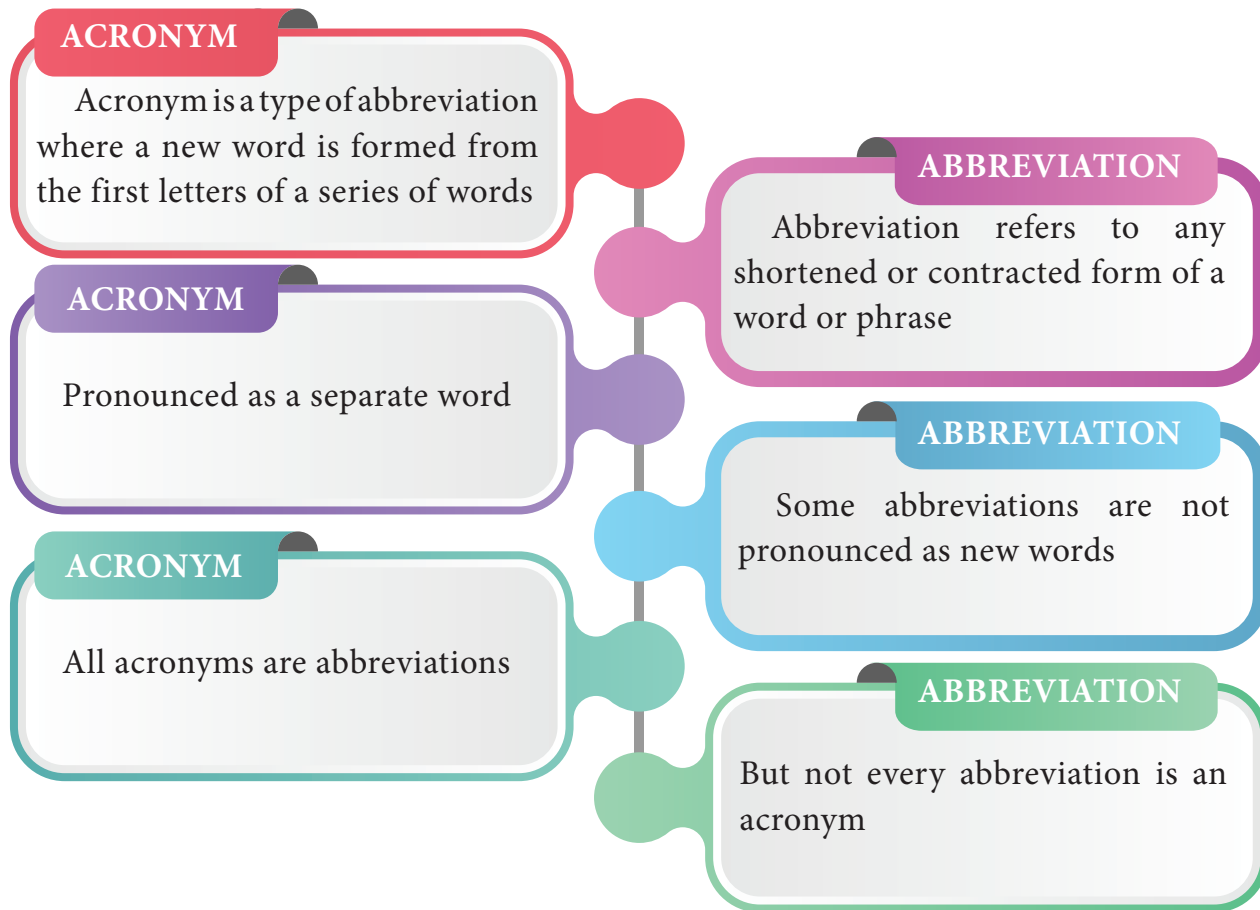 ACRONYM
Acronym is a type of abbreviation
where a new word is formed from
the first letters of a series of words
ABBREVIATION
Abbreviation refers to any
shortened or contracted form of a
word or phrase
ACRONYM
Pronounced as a separate word
ABBREVIATION
Some abbreviations are not
pronounced as new words
ACRONYM
All acronyms are abbreviations
ABBREVIATION
But not every abbreviation is an
acronym